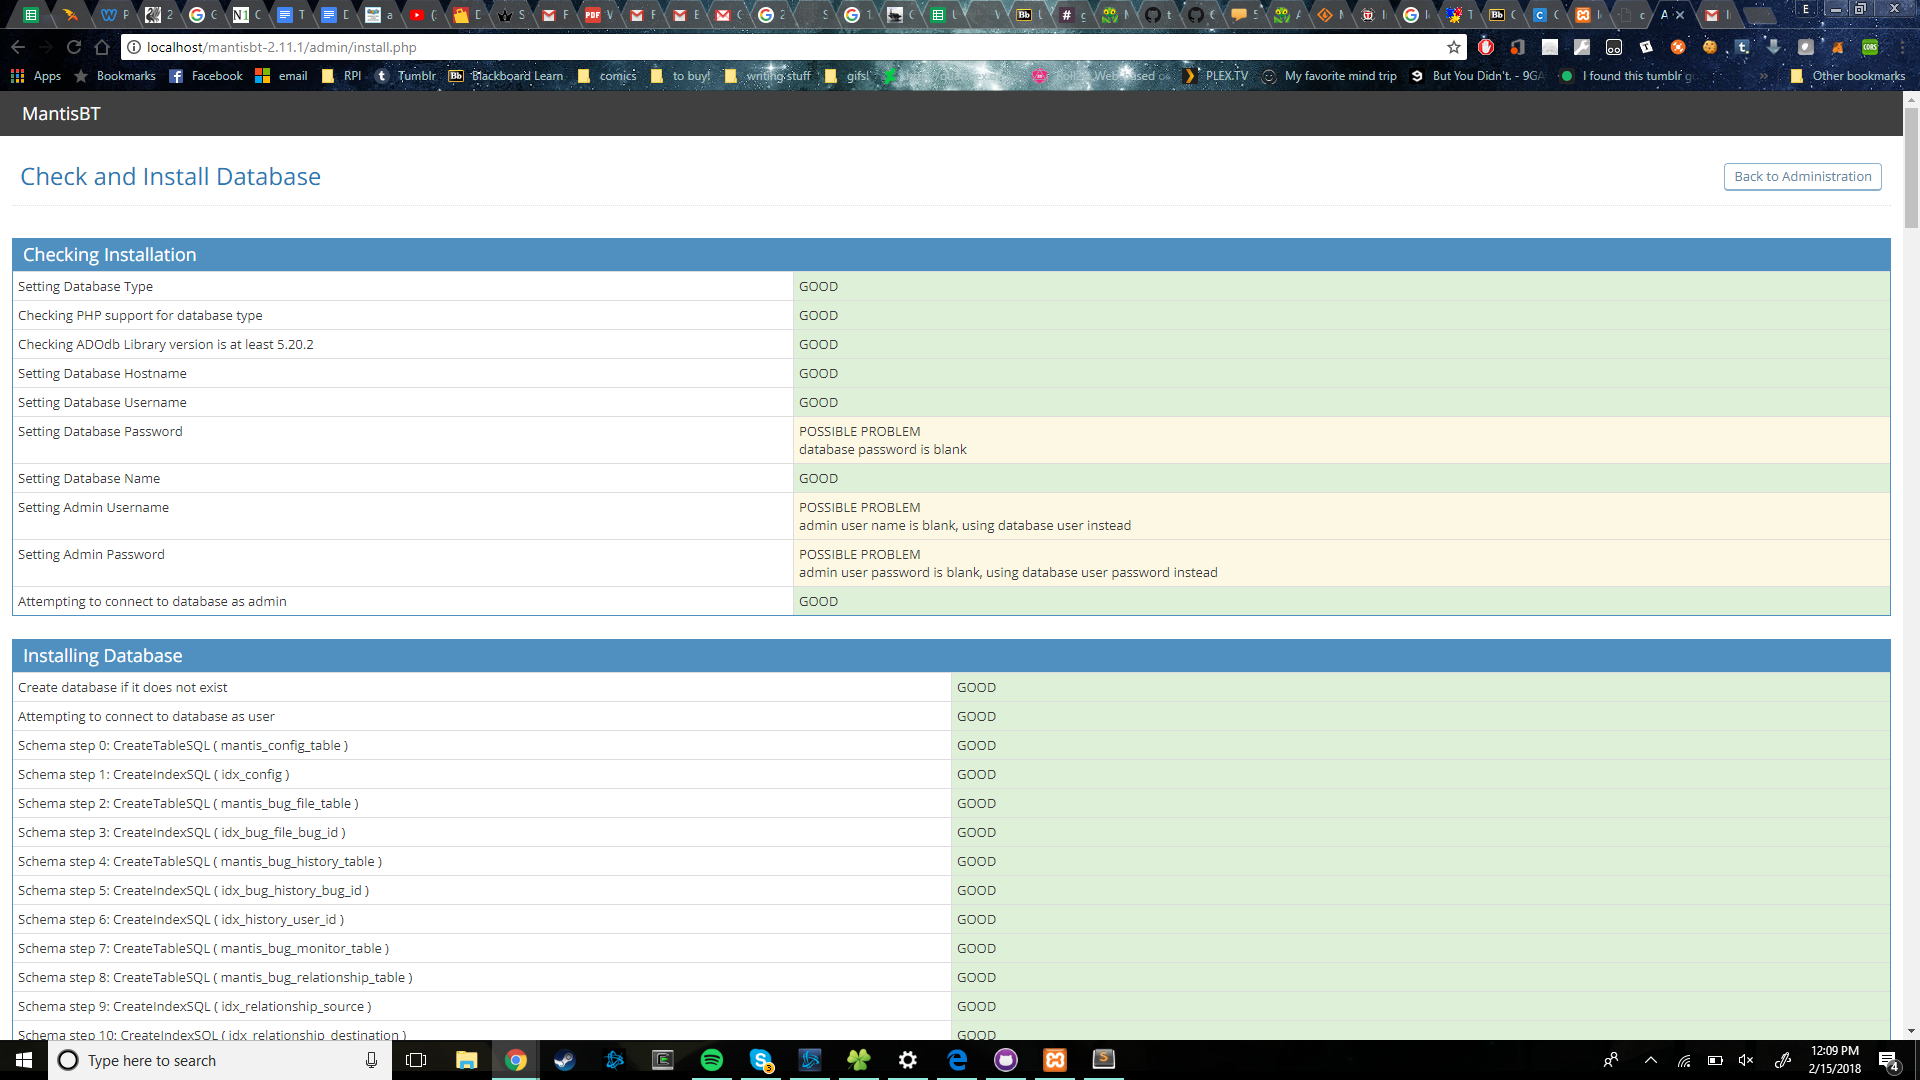 localhost/mantisbt-2.11.1/admin/install.php
Apps
Bookmarks
Facebook
email
RPI
Tumblr
Blackboard Learn
comics
to buy!
writing stuff
gifs!
PLEX.TV
My favorite mind trip
But You Didn't. - 9GA
I found this tumblr
Other bookmarks
MantisBT
Check and Install Database
Back to Administration
Checking Installation
Setting Database Type GOOD
Checking PHP support for database type GOOD
Checking ADOdb Library version is at least 5.20.2 GOOD
Setting Database Hostname GOOD
Setting Database Username GOOD
Setting Database Password POSSIBLE PROBLEM
database password is blank
Setting Database Name GOOD
Setting Admin Username POSSIBLE PROBLEM
admin user name is blank, using database user instead
Setting Admin Password POSSIBLE PROBLEM
admin user password is blank, using database user password instead
Attempting to connect to database as admin GOOD
Installing Database
Create database if it does not exist GOOD
Attempting to connect to database as user GOOD
Schema step 0: CreateTableSQL ( mantis_config_table ) GOOD
Schema step 1: CreateIndexSQL ( idx_config ) GOOD
Schema step 2: CreateTableSQL ( mantis_bug_file_table ) GOOD
Schema step 3: CreateIndexSQL ( idx_bug_file_bug_id ) GOOD
Schema step 4: CreateTableSQL ( mantis_bug_history_table ) GOOD
Schema step 5: CreateIndexSQL ( idx_bug_history_bug_id ) GOOD
Schema step 6: CreateIndexSQL ( idx_history_user_id ) GOOD
Schema step 7: CreateTableSQL ( mantis_bug_monitor_table ) GOOD
Schema step 8: CreateTableSQL ( mantis_bug_relationship_table ) GOOD
Schema step 9: CreateIndexSQL ( idx_relationship_source ) GOOD
Schema step 10: CreateIndexSQL ( idx_relationship_destination ) GOOD
Type here to search
12:09 PM
2/15/2018